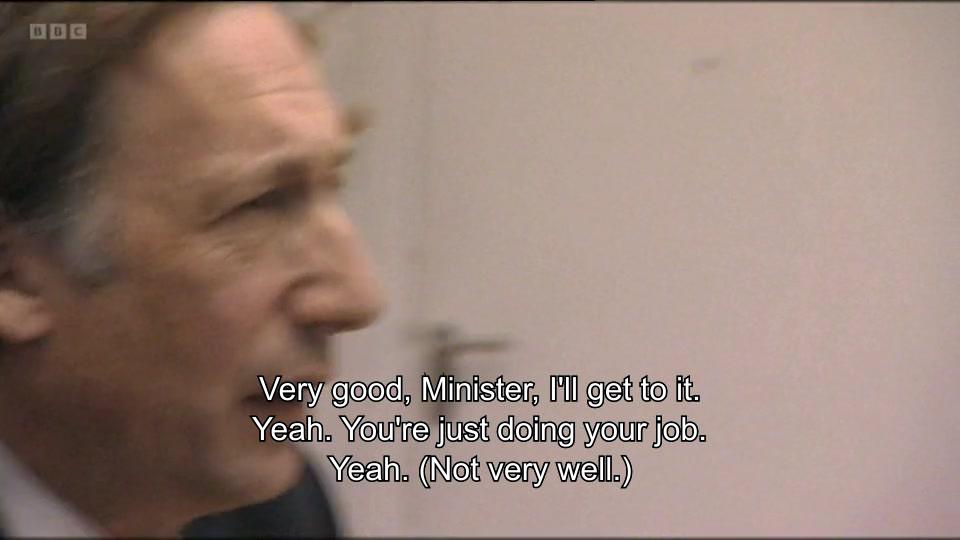 BBC
Very good, Minister, I'll get to it.
Yeah. You're just doing your job.
Yeah. (Not very well.)